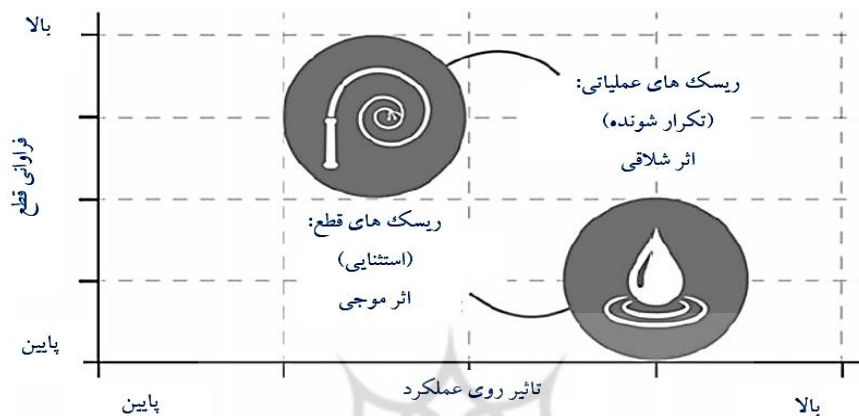 بالا
ریسک های عملیاتی:
(تکرار شونده)
اثر شلاقی
فراوانی قطع
ریسک های قطع:
(استثنایی)
اثر موجی
پایین
پایین
تاثیر روی عملکرد
بالا